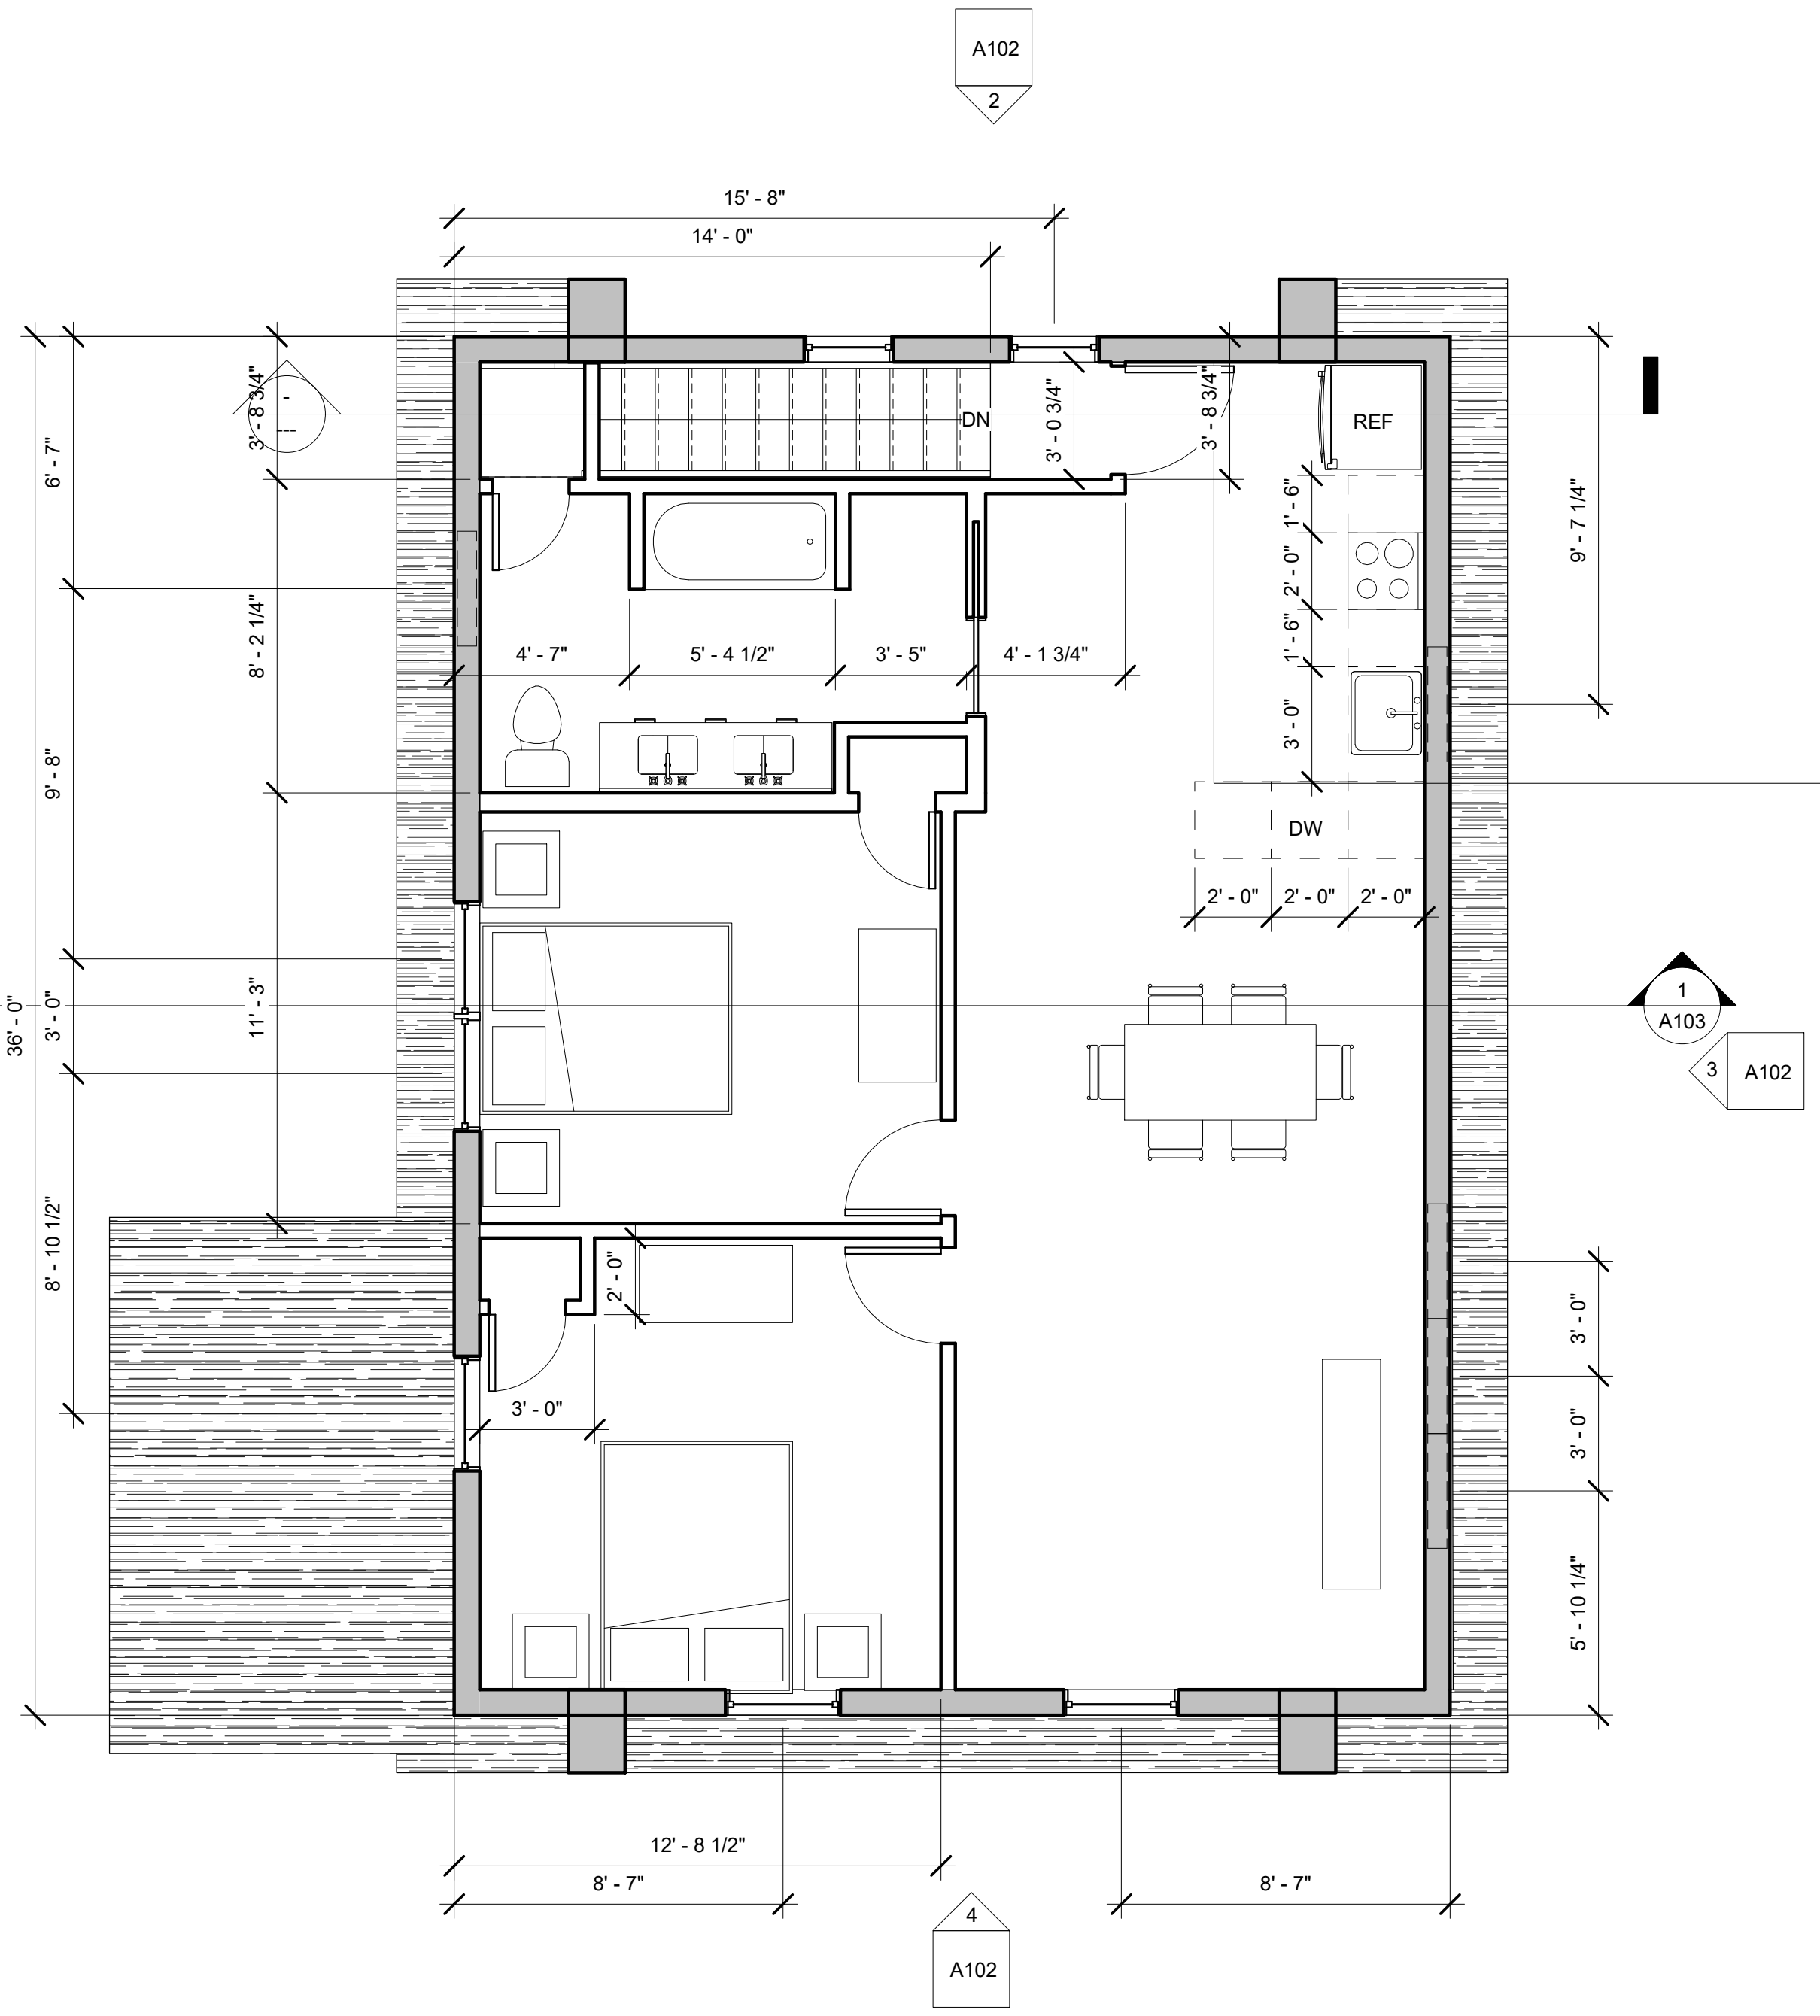 A102
2
15' - 8"
14' - 0"
3' - 8 3/4"
-
---
6' - 7"
DN
3' - 0 3/4"
3' - 8 3/4"
REF
1' - 6"
2' - 0"
1' - 6"
3' - 0"
9' - 7 1/4"
8' - 2 1/4"
4' - 7"
5' - 4 1/2"
3' - 5"
4' - 1 3/4"
9' - 8"
DW
2' - 0"
2' - 0"
2' - 0"
36' - 0"
3' - 0"
11' - 3"
1
A103
3
A102
8' - 10 1/2"
2' - 0"
3' - 0"
3' - 0"
3' - 0"
5' - 10 1/4"
12' - 8 1/2"
8' - 7"
8' - 7"
4
A102